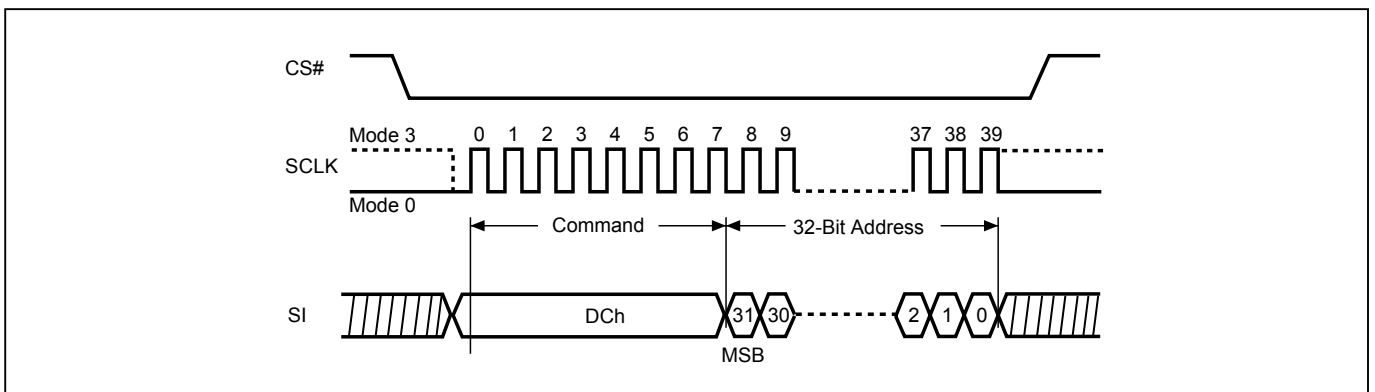 CS#
Mode 3 0 1 2 3 4 5 6 7 8 9 37 38 39
SCLK
Mode 0
Command 32-Bit Address
SI DCh 31 30 2 1 0
MSB